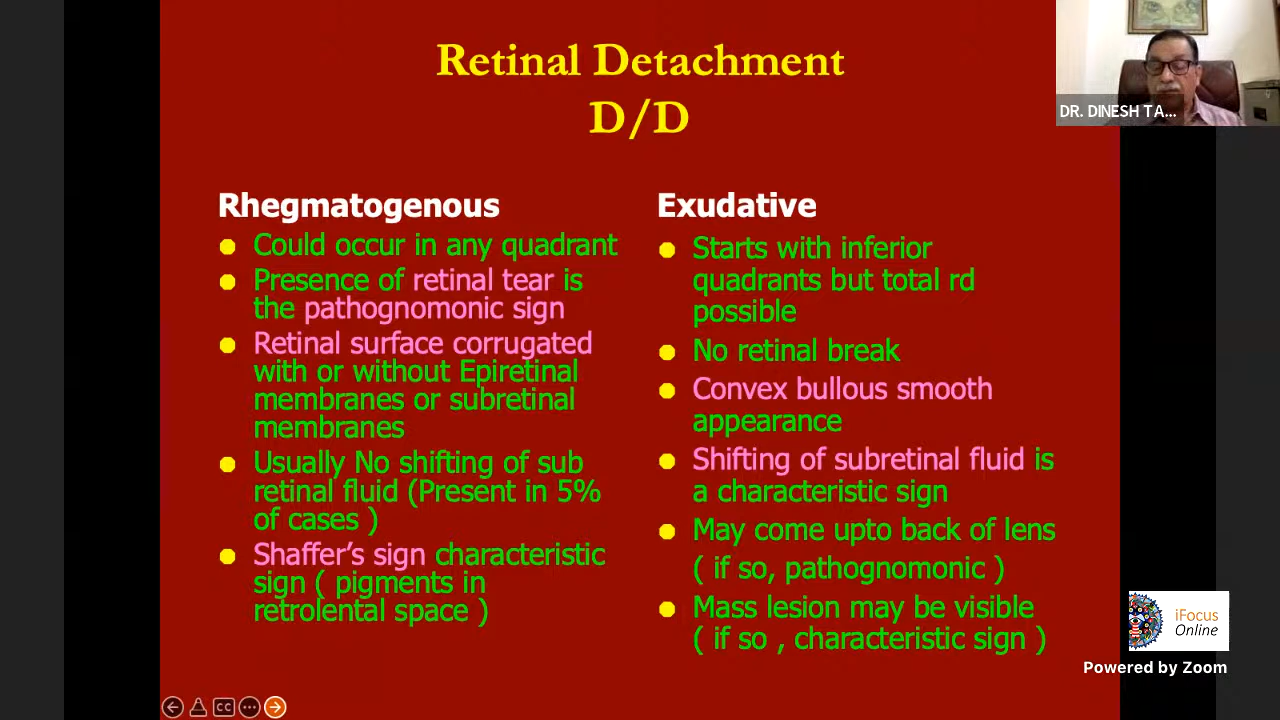 Retinal Detachment
D/D
DR. DINESH TA...
Rhegmatogenous
Could occur in any quadrant
Presence of retinal tear is
the pathognomonic sign
Retinal surface corrugated
with or without Epiretinal
membranes or subretinal
membranes
Usually No shifting of sub
retinal fluid (Present in 5%
of cases )
Shaffer’s sign characteristic
sign ( pigments in
retrolental space )
Exudative
Starts with inferior
quadrants but total rd
possible
No retinal break
Convex bullous smooth
appearance
Shifting of subretinal fluid is
a characteristic sign
May come upto back of lens
( if so, pathognomonic )
Mass lesion may be visible
( if so , characteristic sign )
iFocus
Online
Powered by Zoom
CC